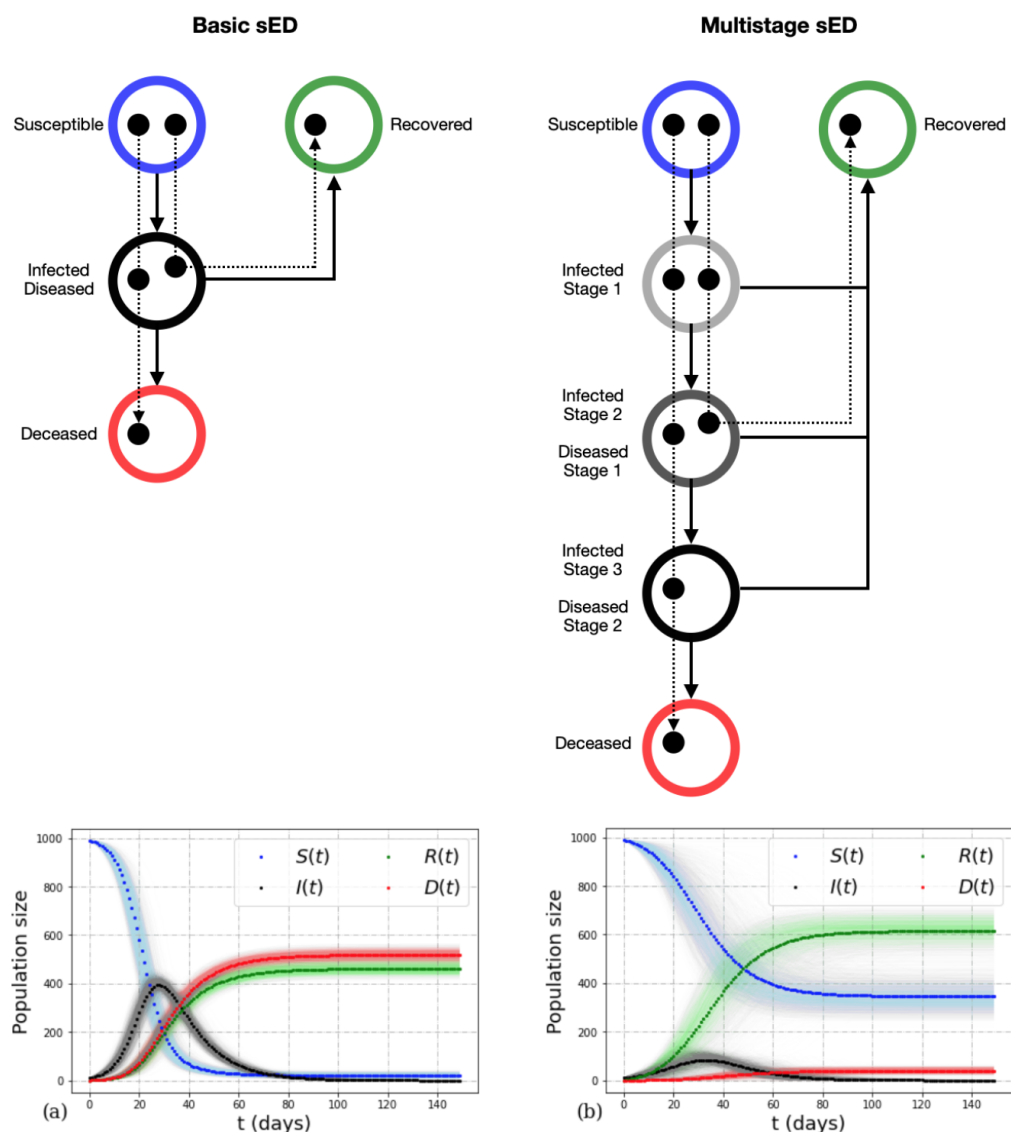 Basic sED
Susceptible
Recovered
Infected
Diseased
Deceased
Multistage sED
Susceptible
Recovered
Infected
Stage 1
Infected
Stage 2
Diseased
Stage 1
Infected
Stage 3
Diseased
Stage 2
Deceased
Population size
1000
800
600
400
200
0
S(t)
R(t)
I(t)
D(t)
0 20 40 60 80 100 120 140
(a)
t (days)
Population size
1000
800
600
400
200
0
S(t)
R(t)
I(t)
D(t)
0 20 40 60 80 100 120 140
(b)
t (days)